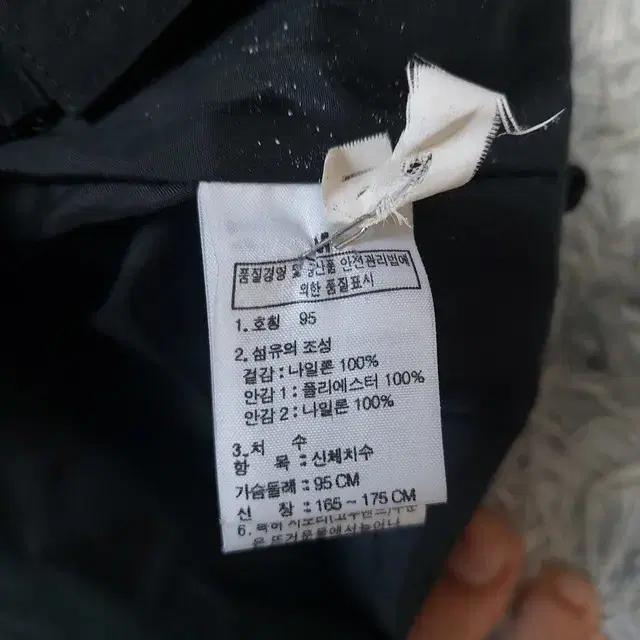 품질경영 및 공산품 안전관리법에
의한 품질표시
1. 호칭 95
2. 섬유의 조성
겉감 : 나일론 100%
안감 1 : 폴리에스터 100%
안감 2 : 나일론 100%
3. 치 수
항 목 : 신체치수
가슴둘레 : 95 CM
신 장 : 165 ~ 175 CM
6.